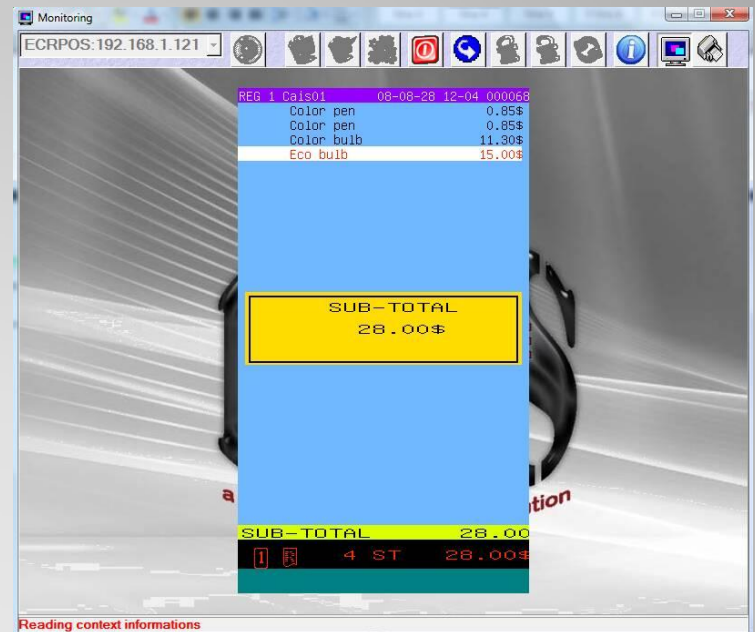 Monitoring
ECRPOS:192.168.1.121
REG 1 Cais01 08-08-28 12-04 000068
Color pen 0.85$
Color pen 0.85$
Color bulb 11.30$
Eco bulb 15.00$
SUB-TOTAL
28.00$
a
tion
SUB-TOTAL 28.00
1 4 ST 28.00$
Reading context informations